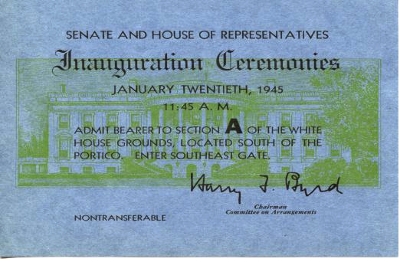 SENATE AND HOUSE OF REPRESENTATIVES
Inauguration Ceremonies
JANUARY TWENTIETH, 1945
11:45 A. M.
ADMIT BEARER TO SECTION A OF THE WHITE
HOUSE GROUNDS, LOCATED SOUTH OF THE
PORTICO. ENTER SOUTHEAST GATE.
Harry F. Byrd
Chairman
Committee on Arrangements
NONTRANSFERABLE